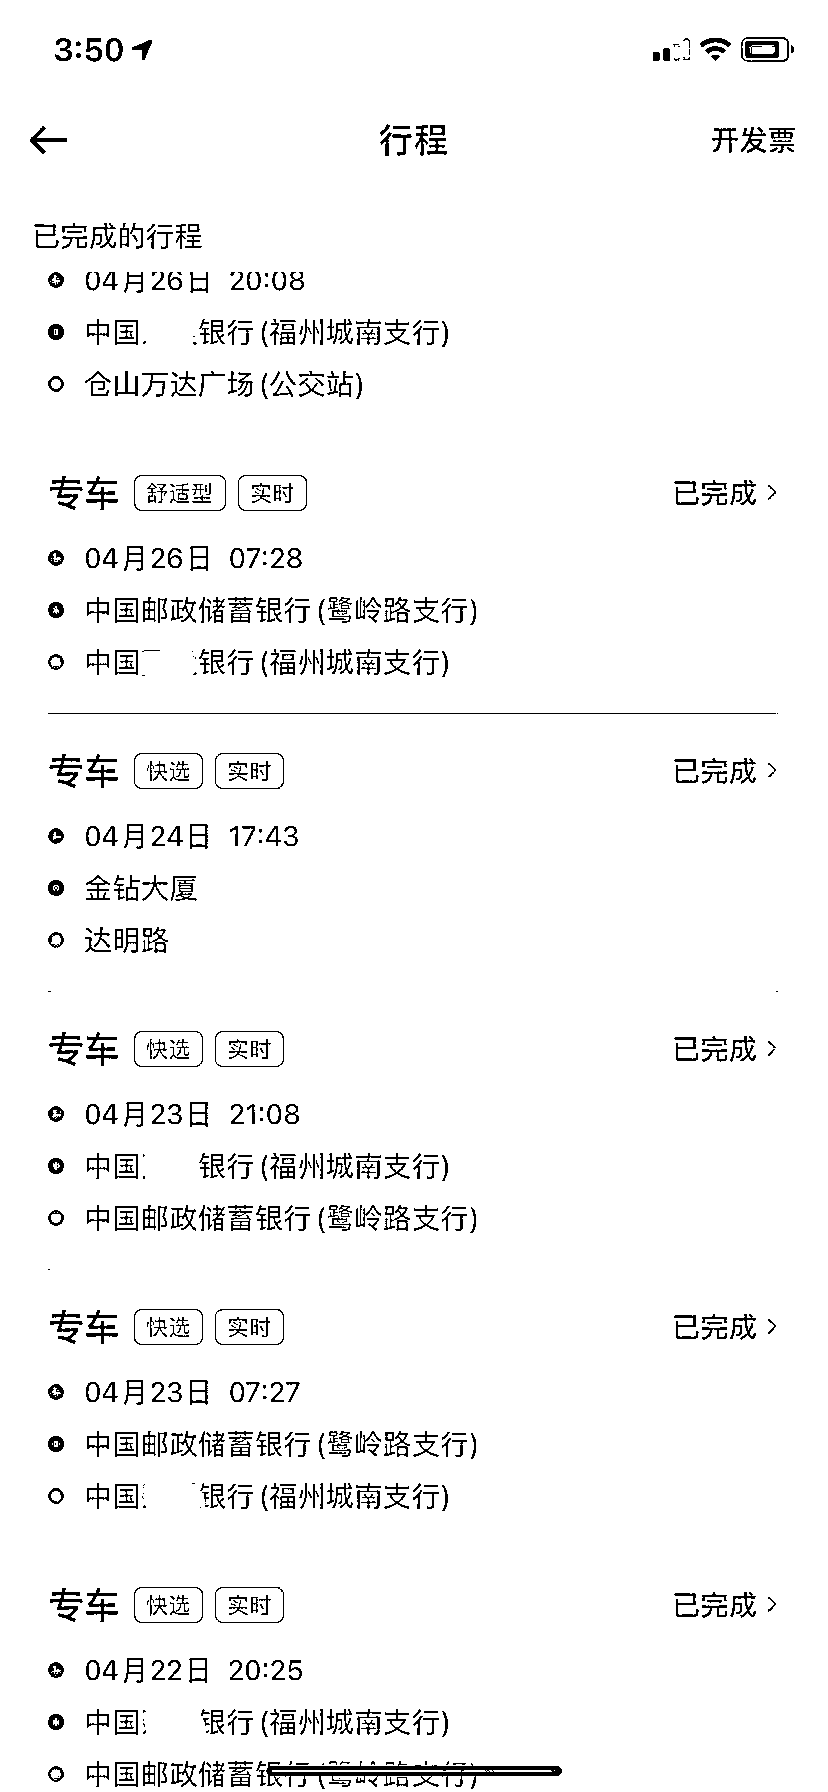 3:50
行程
开发票
已完成的行程
04月26日 20:08
中国 银行(福州城南支行)
仓山万达广场(公交站)
专车 舒适型 实时 已完成
04月26日 07:28
中国邮政储蓄银行(鹭岭路支行)
中国 银行(福州城南支行)
专车 快选 实时 已完成
04月24日 17:43
金钻大厦
达明路
专车 快选 实时 已完成
04月23日 21:08
中国 银行(福州城南支行)
中国邮政储蓄银行(鹭岭路支行)
专车 快选 实时 已完成
04月23日 07:27
中国邮政储蓄银行(鹭岭路支行)
中国 银行(福州城南支行)
专车 快选 实时 已完成
04月22日 20:25
中国 银行(福州城南支行)
中国邮政储蓄银行(鹭岭路支行)